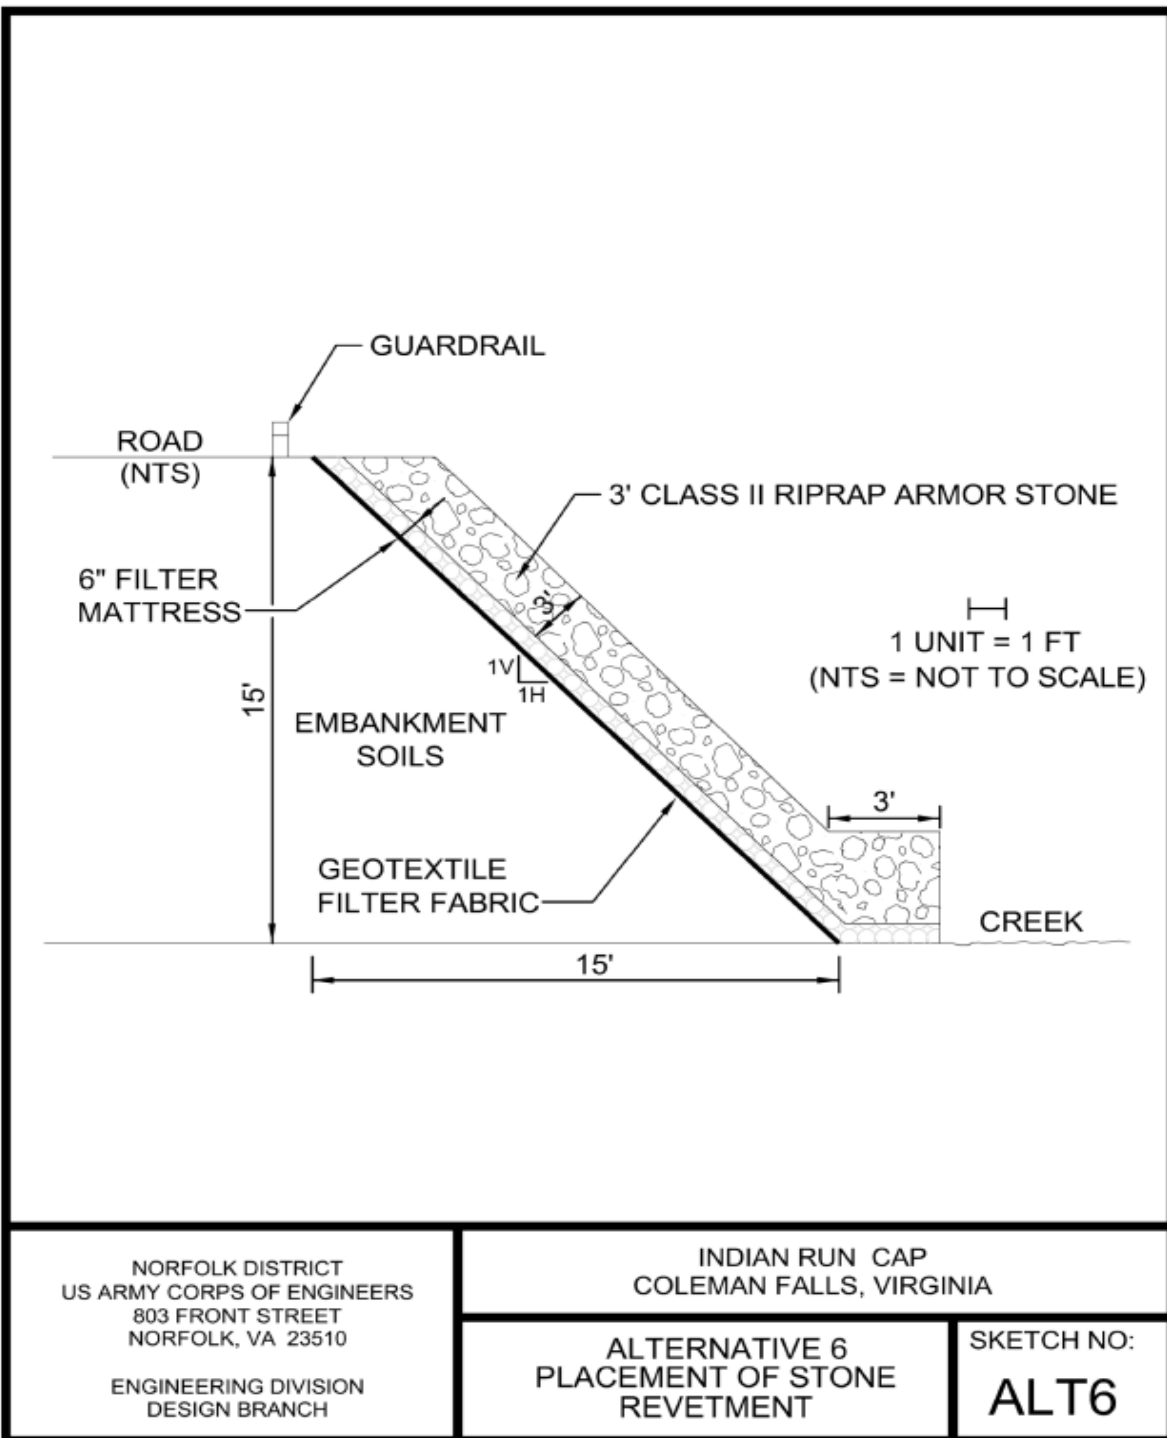 GUARDRAIL
ROAD
(NTS)
3' CLASS II RIPRAP ARMOR STONE
6" FILTER
MATTRESS
3'
1 UNIT = 1 FT
(NTS = NOT TO SCALE)
1V
1H
15'
EMBANKMENT
SOILS
3'
GEOTEXTILE
FILTER FABRIC
CREEK
15'
NORFOLK DISTRICT
US ARMY CORPS OF ENGINEERS
803 FRONT STREET
NORFOLK, VA 23510
ENGINEERING DIVISION
DESIGN BRANCH
INDIAN RUN CAP
COLEMAN FALLS, VIRGINIA
ALTERNATIVE 6
PLACEMENT OF STONE
REVETMENT
SKETCH NO:
ALT6